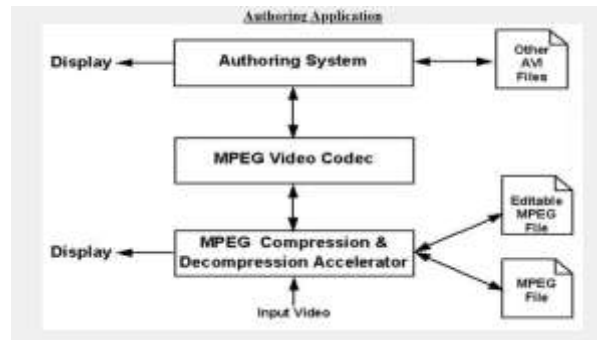 Authoring Application
Display
Authoring System
Other
AVI
Files
MPEG Video Codec
Editable
MPEG
File
Display
MPEG Compression &
Decompression Accelerator
MPEG
File
Input Video